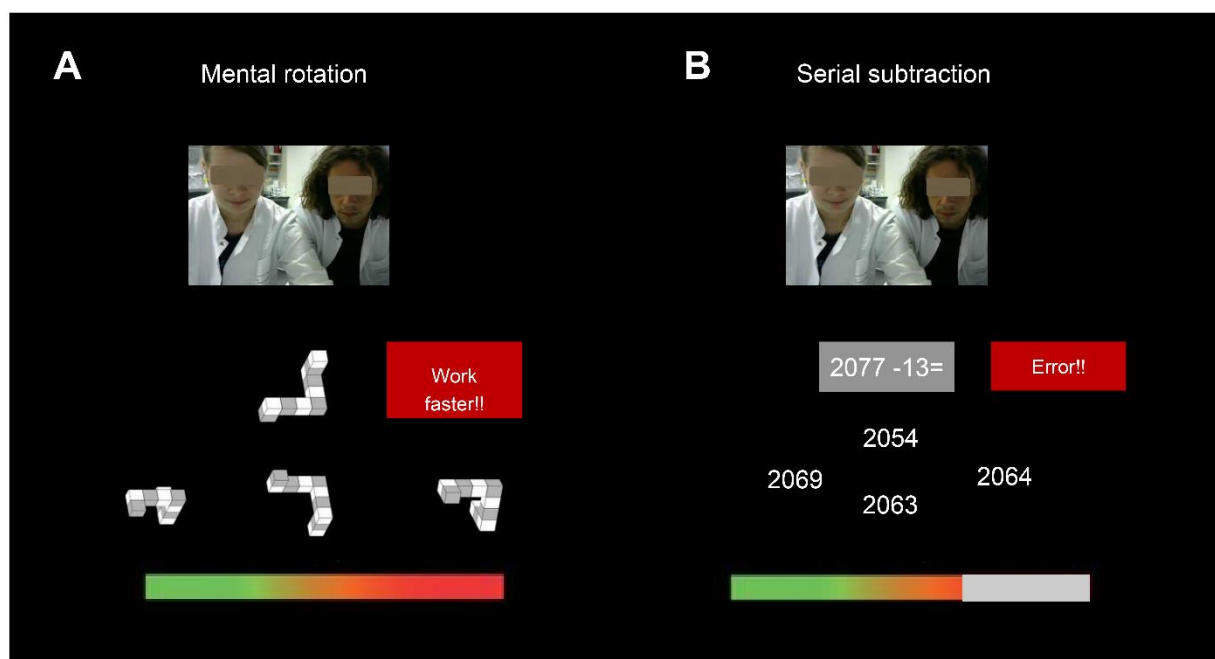 A
Mental rotation
Work
faster!!
B
Serial subtraction
2077 -13=
Error!!
2054
2069
2064
2063